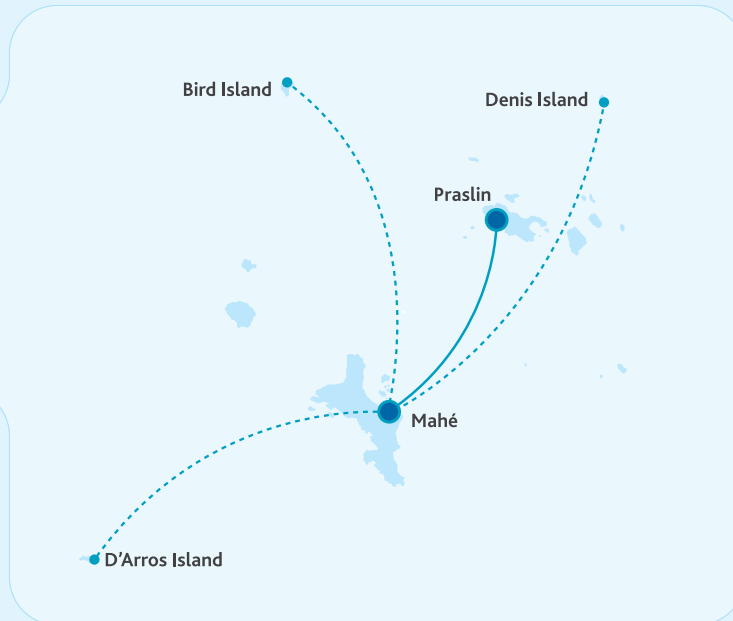 Bird Island
Denis Island
Praslin
Mahé
D’Arros Island